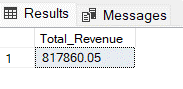 Results Messages
Total_Revenue
1 817860.05